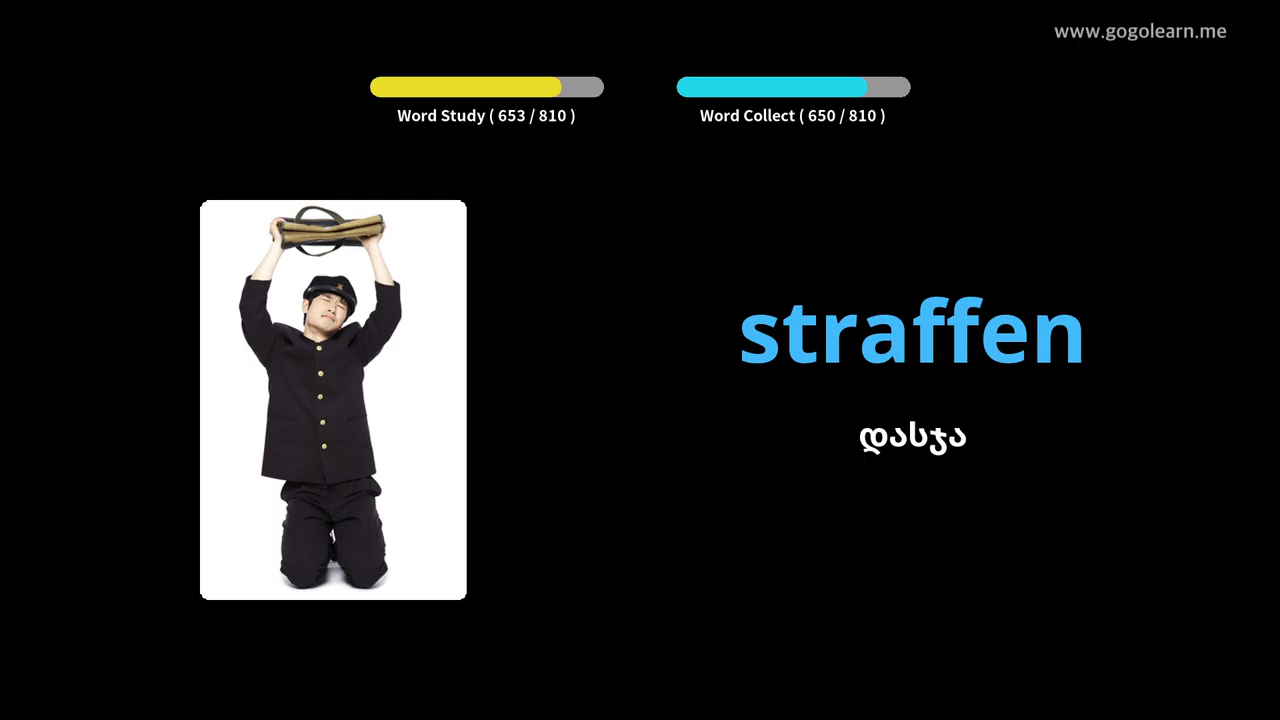 www.gogolearn.me
Word Study ( 653 / 810 )
Word Collect ( 650 / 810 )
straffen
დასჯა